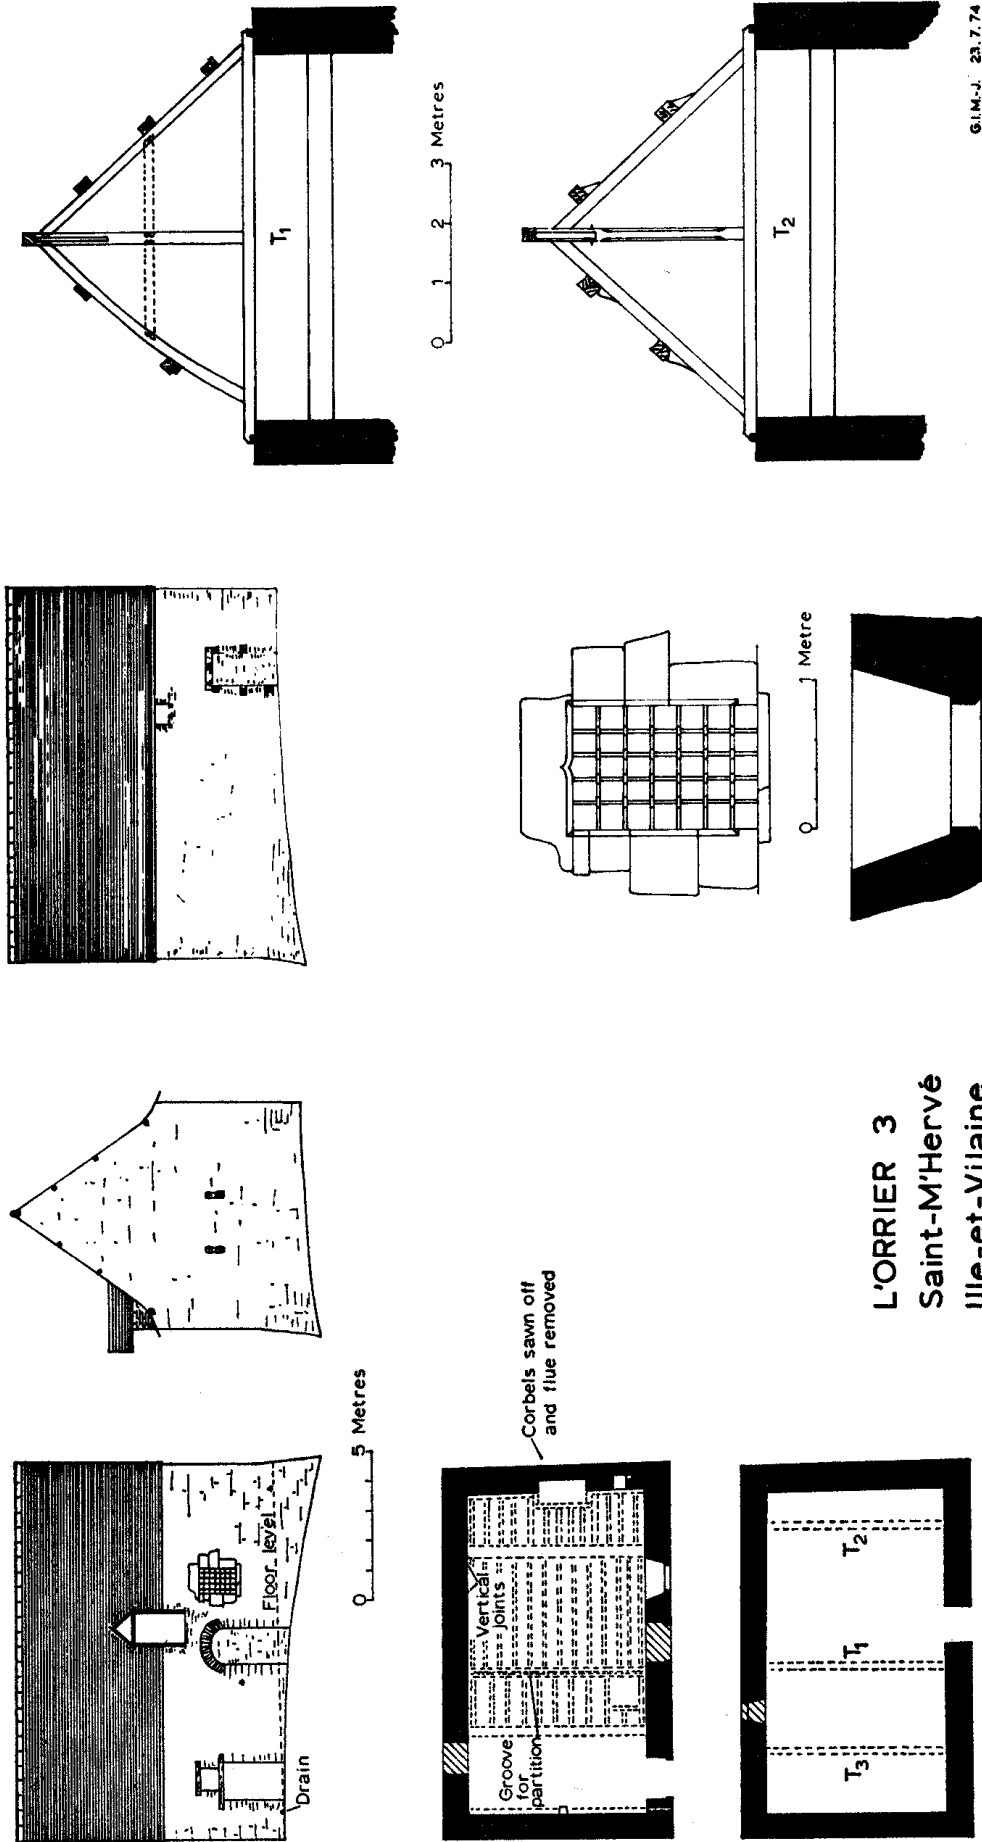 Drain
Floor level
0 5 Metres
Groove
for
partition
Vertical
joints
Corbels sawn off
and flue removed
T3
T1
T2
L'ORRIER 3
Saint-M'Hervé
Ille-et-Vilaine
0 1 Metre
T1
0 1 2 3 Metres
T2
G.I.M.-J. 23.7.74